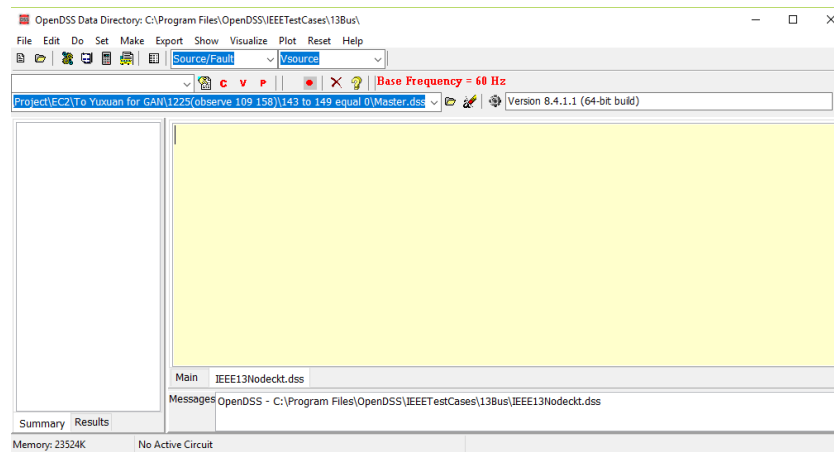 OpenDSS Data Directory: C:\Program Files\OpenDSS\IEEETestCases\13Bus\
File Edit Do Set Make Export Show Visualize Plot Reset Help
Source/Fault Vsource
C V P Base Frequency = 60 Hz
Project\EC2\To Yuxuan for GAN\1225(observe 109 158)\143 to 149 equal 0\Master.dss Version 8.4.1.1 (64-bit build)
Main IEEE13Nodeckt.dss
Messages OpenDSS - C:\Program Files\OpenDSS\IEEETestCases\13Bus\IEEE13Nodeckt.dss
Summary Results
Memory: 23524K No Active Circuit